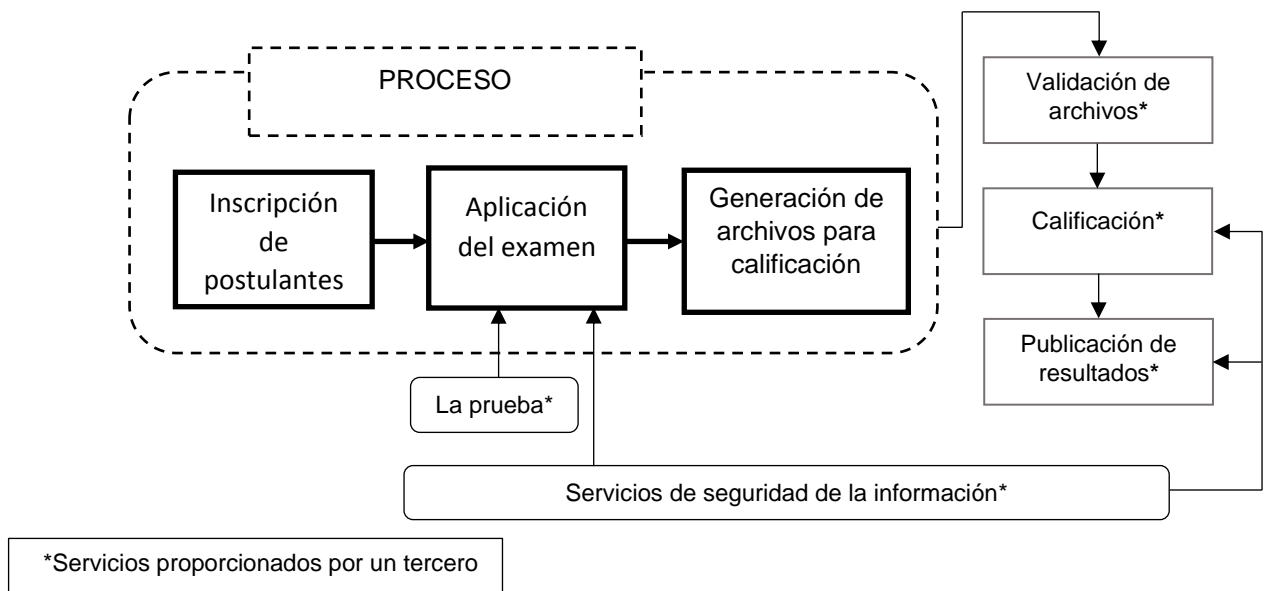 PROCESO
Inscripción
de
postulantes
Aplicación
del examen
Generación de
archivos para
calificación
Validación de
archivos*
Calificación*
Publicación de
resultados*
La prueba*
Servicios de seguridad de la información*
*Servicios proporcionados por un tercero